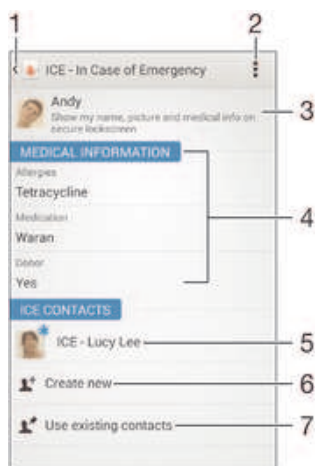 1 2
ICE - In Case of Emergency
Andy
Show my name, picture and medical info on
secure lockscreen
3
MEDICAL INFORMATION
Allergies
Tetracycline
4
Medication
Waran
Donor
Yes
ICE CONTACTS
ICE - Lucy Lee
5
Create new
6
Use existing contacts
7